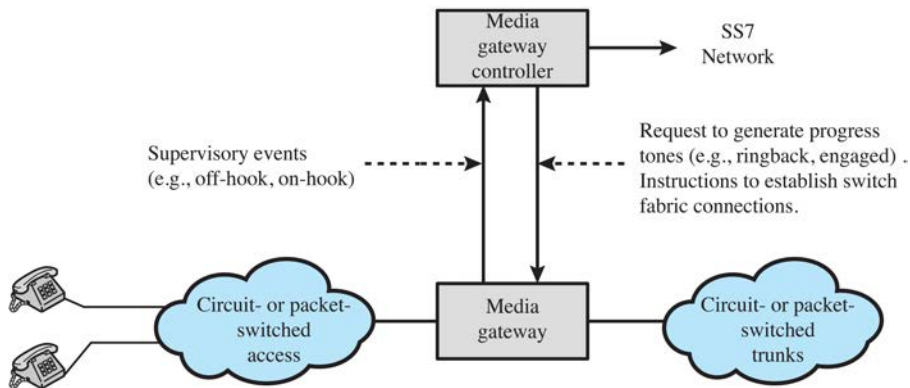 Media
gateway
controller
SS7
Network
Supervisory events
(e.g., off-hook, on-hook)
Request to generate progress
tones (e.g., ringback, engaged) .
Instructions to establish switch
fabric connections.
Circuit- or packet-
switched
access
Media
gateway
Circuit- or packet-
switched
trunks